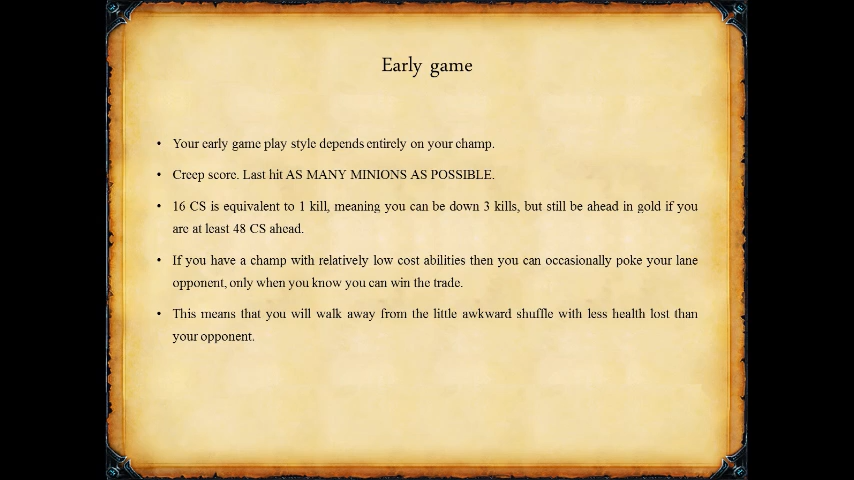 Early game
• Your early game play style depends entirely on your champ.
• Creep score. Last hit AS MANY MINIONS AS POSSIBLE.
• 16 CS is equivalent to 1 kill, meaning you can be down 3 kills, but still be ahead in gold if you
are at least 48 CS ahead.
• If you have a champ with relatively low cost abilities then you can occasionally poke your lane
opponent, only when you know you can win the trade.
• This means that you will walk away from the little awkward shuffle with less health lost than
your opponent.